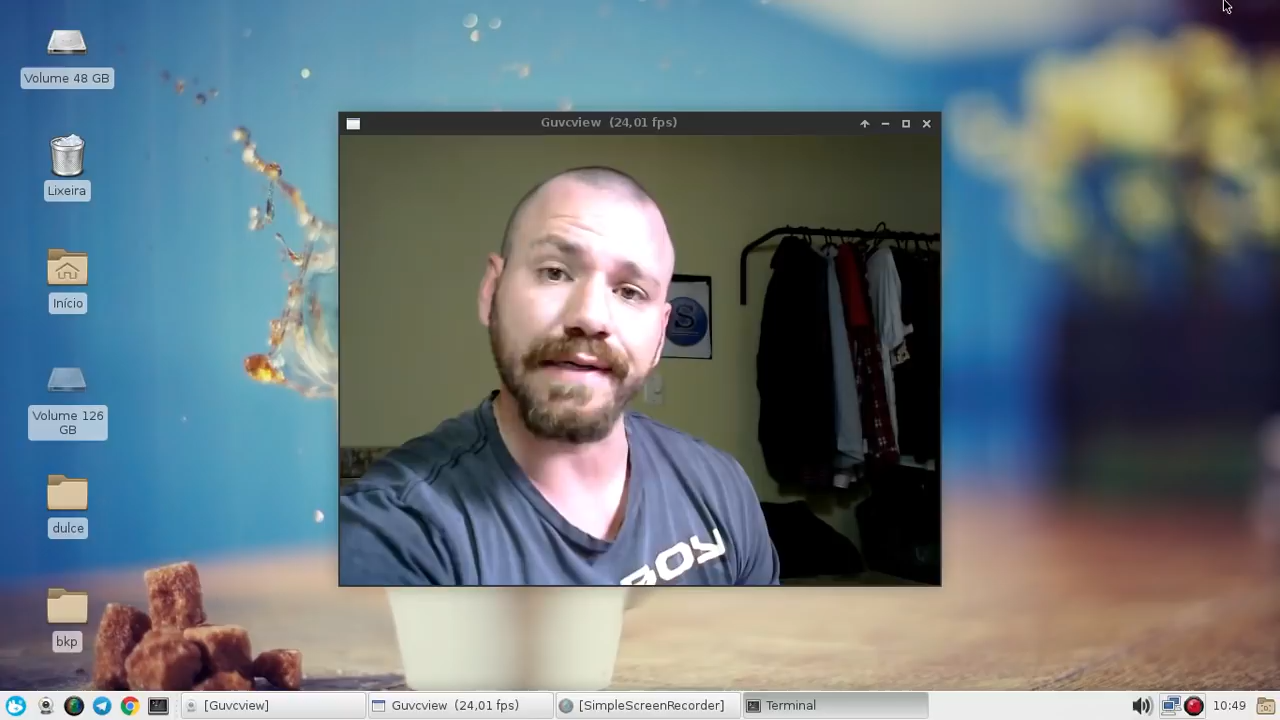 Volume 48 GB
Lixeira
Início
Volume 126
GB
dulce
bkp
Guvcview (24,01 fps)
S
BOY
[Guvcview]
Guvcview (24,01 fps)
[SimpleScreenRecorder]
Terminal
10:49